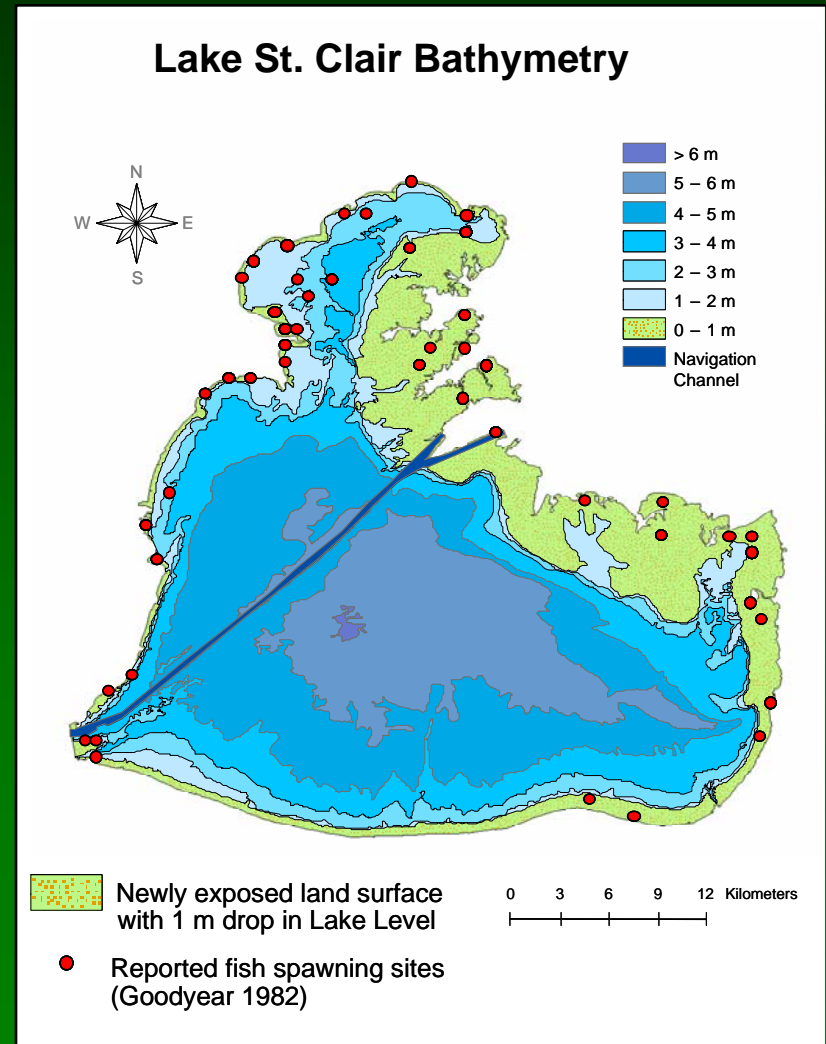 Lake St. Clair Bathymetry
N
W
E
S
> 6 m
5 – 6 m
4 – 5 m
3 – 4 m
2 – 3 m
1 – 2 m
0 – 1 m
Navigation
Channel
Newly exposed land surface
with 1 m drop in Lake Level
0 3 6 9 12 Kilometers
Reported fish spawning sites
(Goodyear 1982)